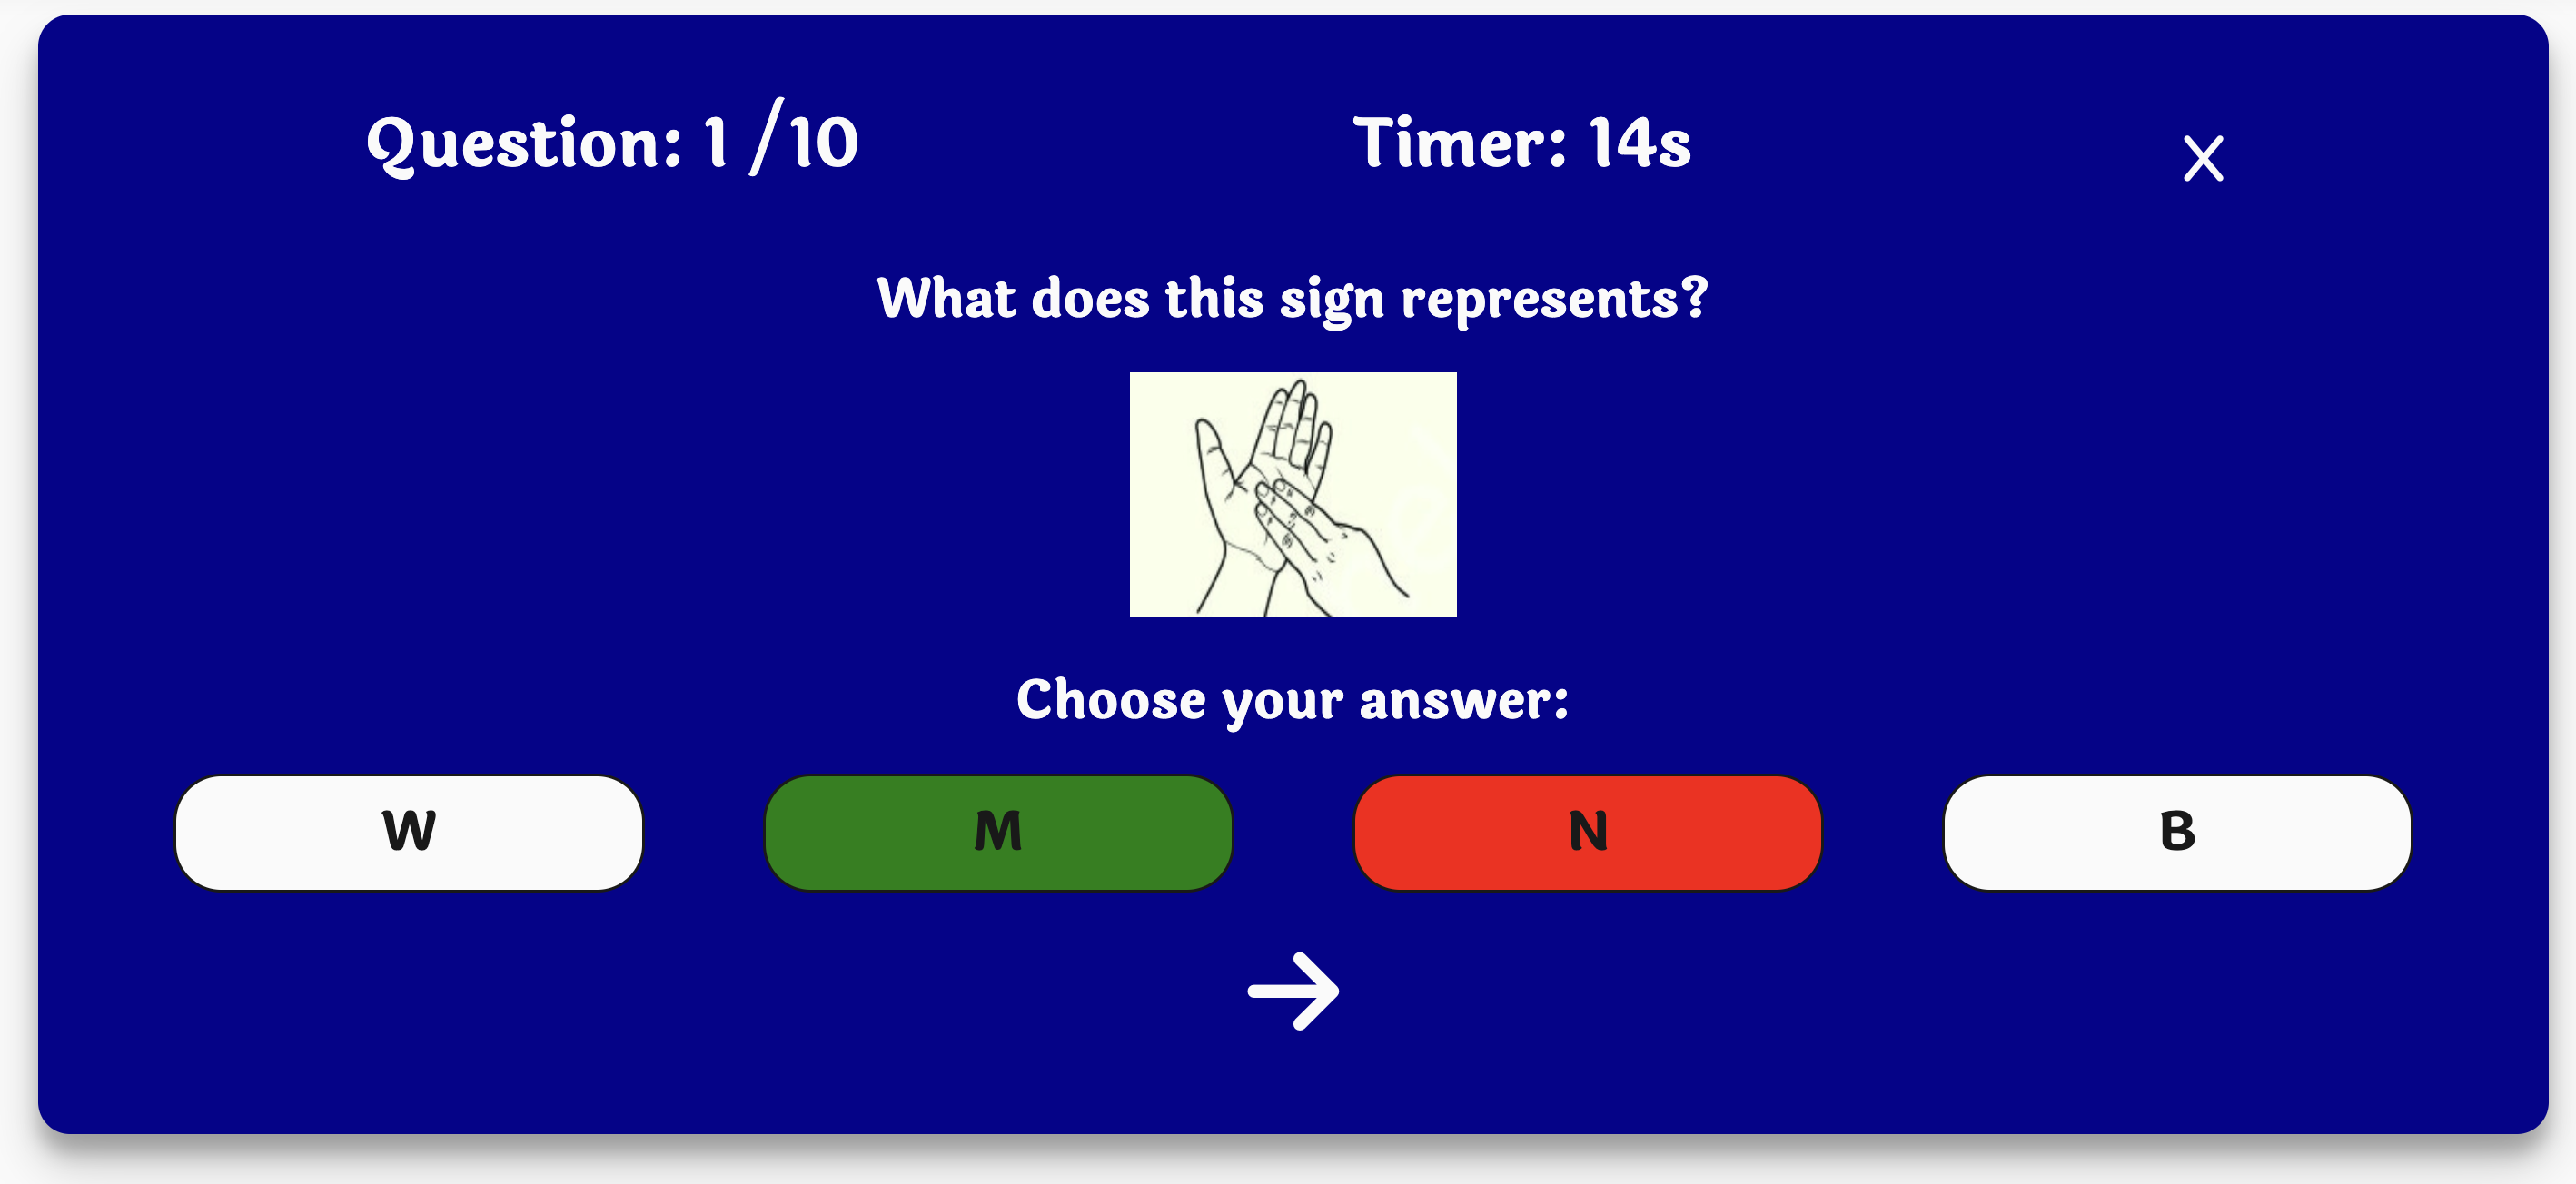 Question: 1 /10
Timer: 14s
X
What does this sign represents?
Choose your answer:
W
M
N
B